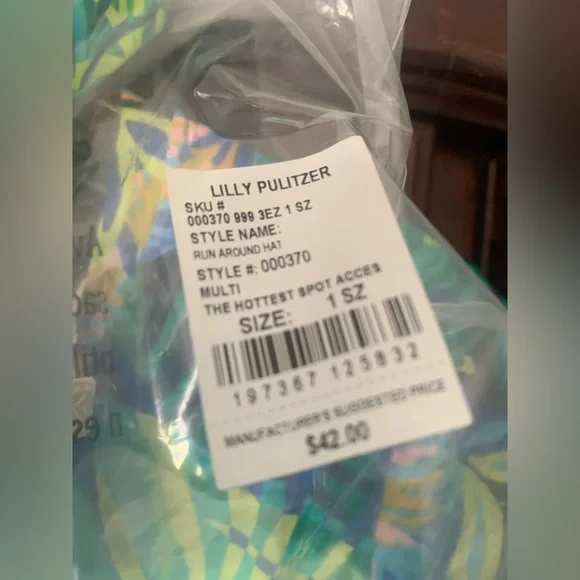 LILLY PULITZER
SKU #
000370 999 3EZ 1 SZ
STYLE NAME:
RUN AROUND HAT
STYLE #: 000370
MULTI
THE HOTTEST SPOT ACCES
SIZE: 1 SZ
197367 125832
MANUFACTURER'S SUGGESTED PRICE
$42.00